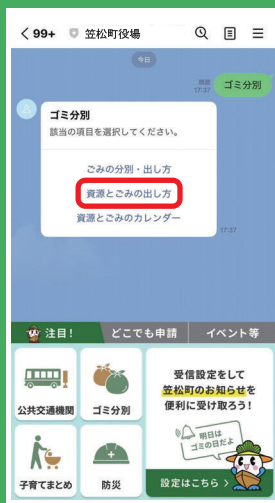 99+ 笠松町役場
今日
既読
17:37
ゴミ分別
ゴミ分別
該当の項目を選択してください。
ごみの分別・出し方
資源とごみの出し方
資源とごみのカレンダー
17:37
注目! どこでも申請 イベント等
公共交通機関
ゴミ分別
受信設定をして
笠松町のお知らせを
便利に受け取ろう!
明日は
ゴミの日だよ
子育てまとめ
防災
設定はこちら